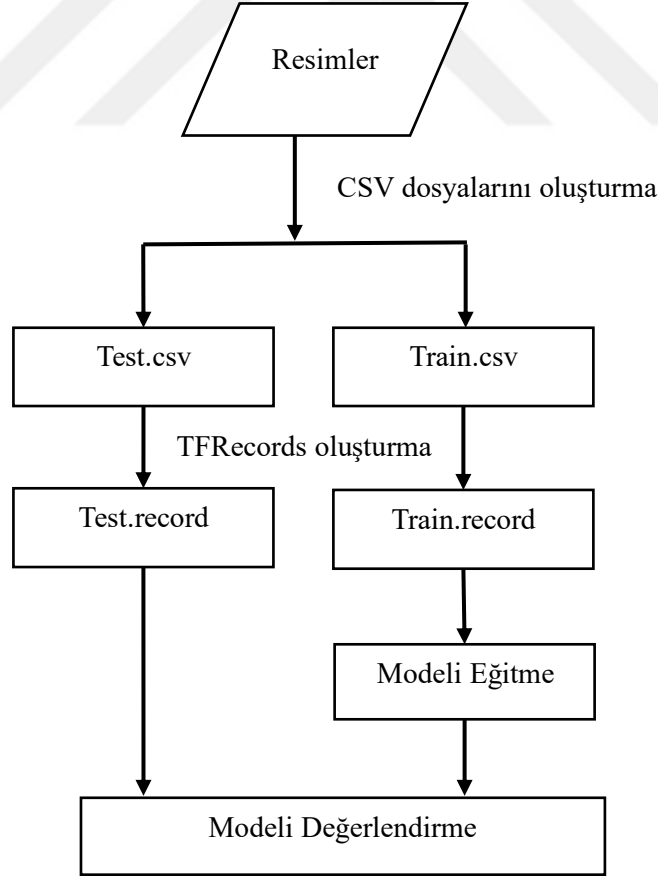 Resimler
CSV dosyalarını oluşturma
Test.csv
Train.csv
TFRecords oluşturma
Test.record
Train.record
Modeli Eğitme
Modeli Değerlendirme